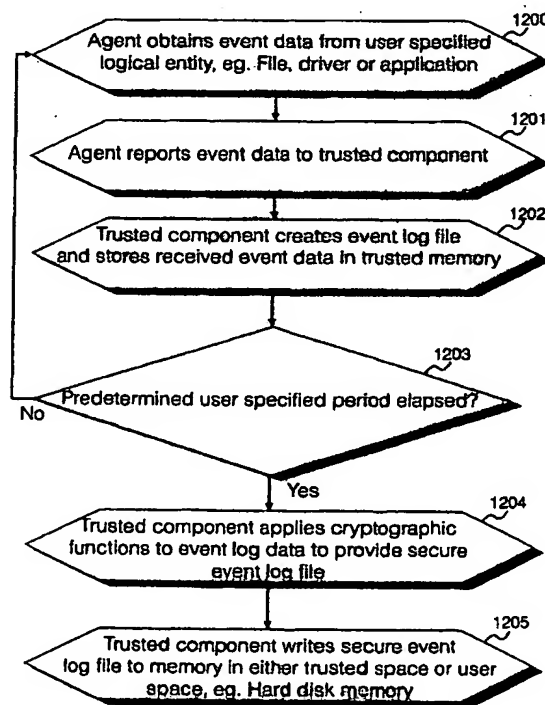 1200
Agent obtains event data from user specified
logical entity, eg. File, driver or application
1201
Agent reports event data to trusted component
1202
Trusted component creates event log file
and stores received event data in trusted memory
1203
Predetermined user specified period elapsed?
No
Yes
1204
Trusted component applies cryptographic
functions to event log data to provide secure
event log file
1205
Trusted component writes secure event
log file to memory in either trusted space or user
space, eg. Hard disk memory